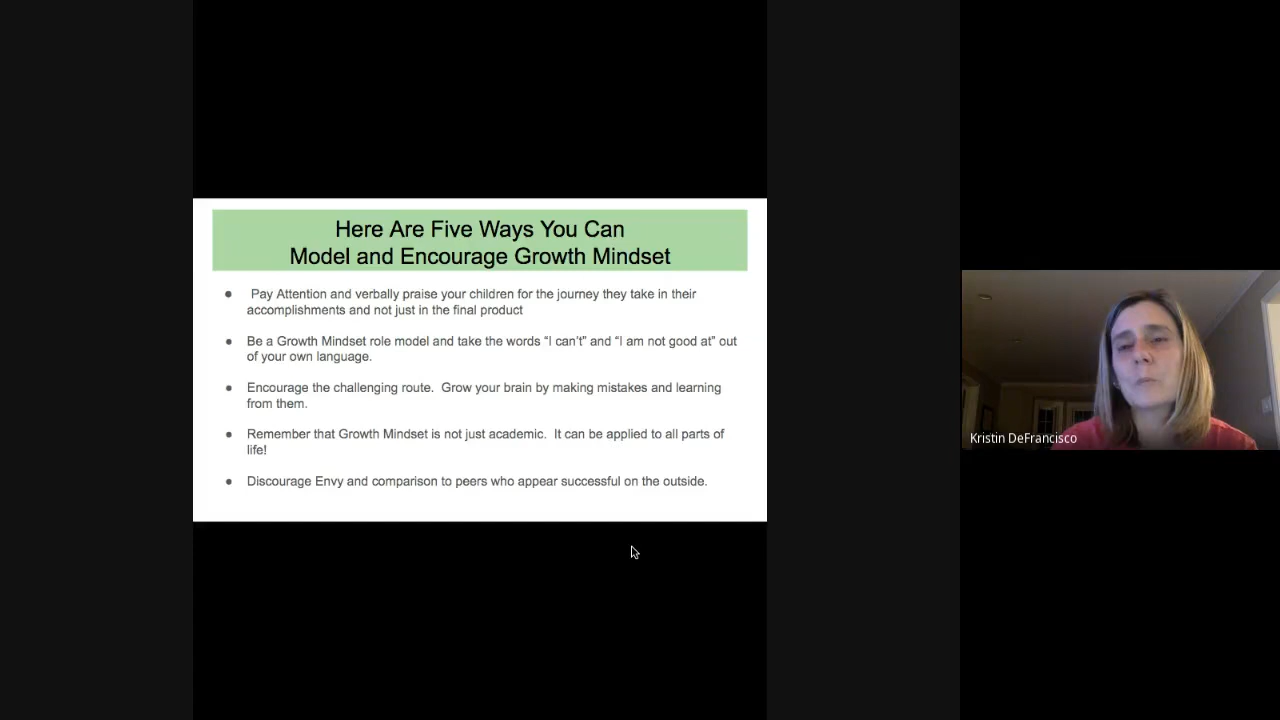 Here Are Five Ways You Can
Model and Encourage Growth Mindset
● Pay Attention and verbally praise your children for the journey they take in their
accomplishments and not just in the final product
● Be a Growth Mindset role model and take the words “I can’t” and “I am not good at” out
of your own language.
● Encourage the challenging route.  Grow your brain by making mistakes and learning
from them.
● Remember that Growth Mindset is not just academic.  It can be applied to all parts of
life!
● Discourage Envy and comparison to peers who appear successful on the outside.
Kristin DeFrancisco